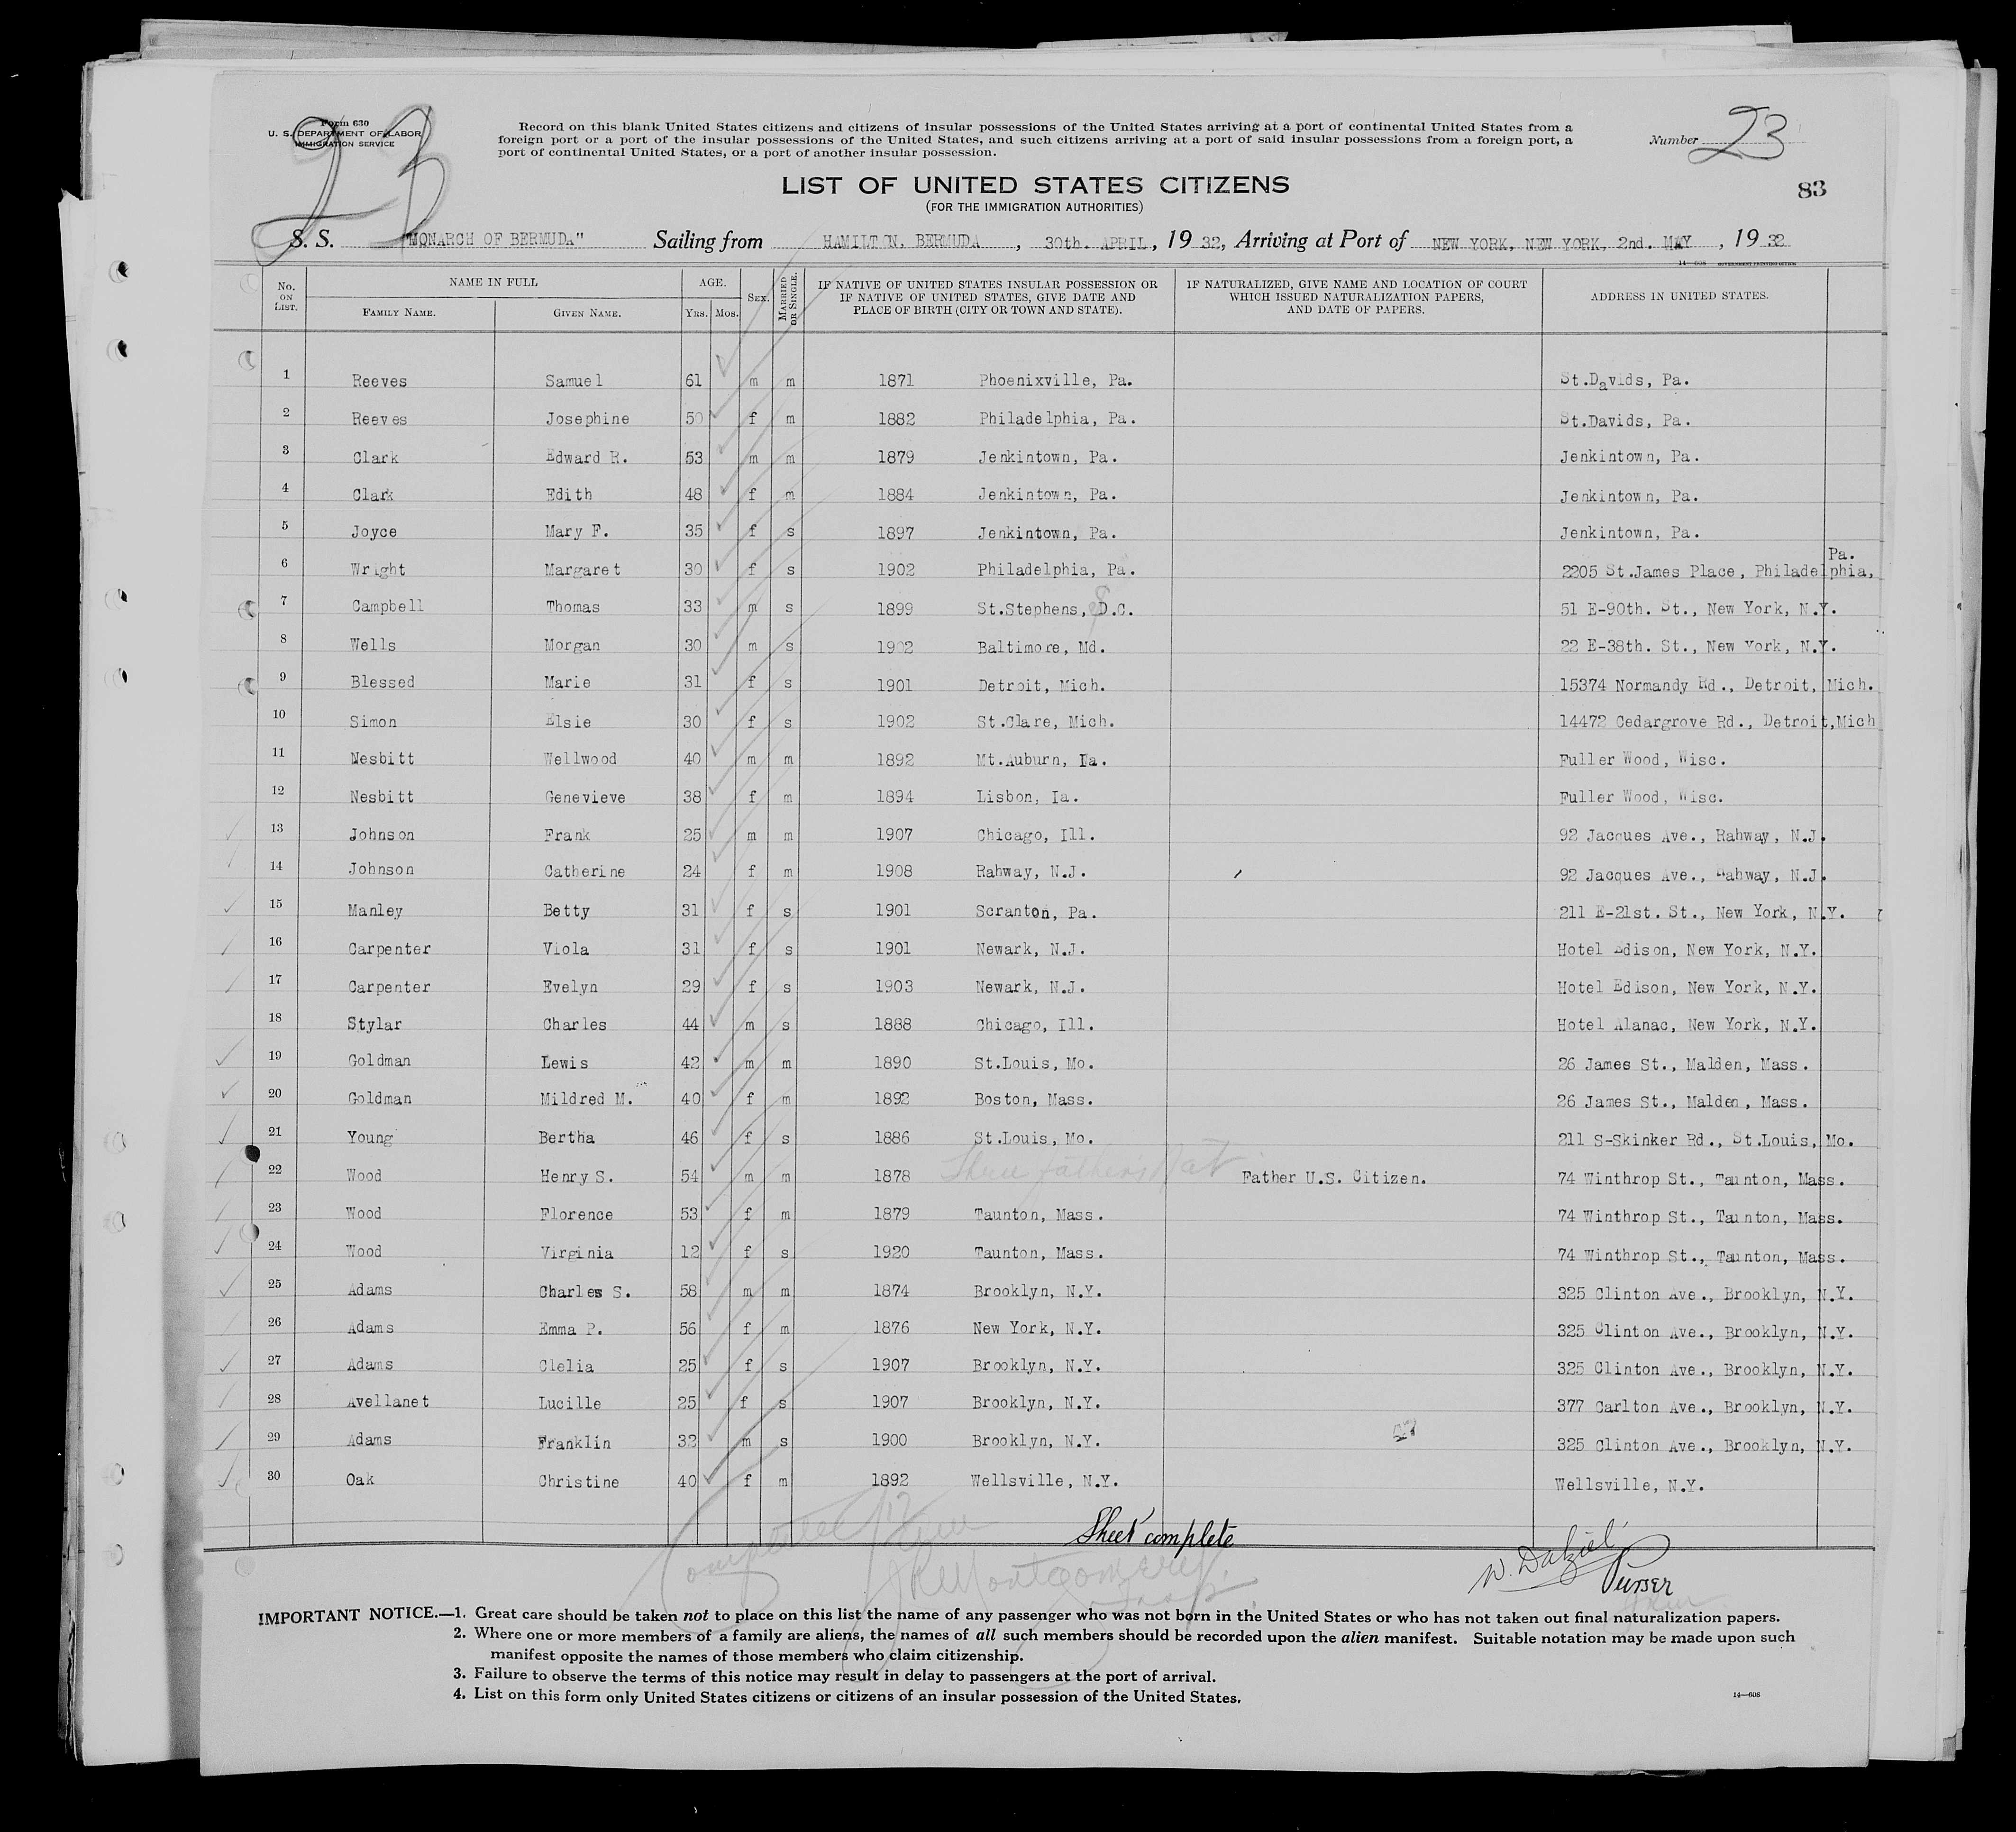 Form 630
U. S. DEPARTMENT OF LABOR
IMMIGRATION SERVICE
23
Record on this blank United States citizens and citizens of insular possessions of the United States arriving at a port of continental United States from a
foreign port or a port of the insular possessions of the United States, and such citizens arriving at a port of said insular possessions from a foreign port, a
port of continental United States, or a port of another insular possession.
Number 23
LIST OF UNITED STATES CITIZENS
(FOR THE IMMIGRATION AUTHORITIES)
83
S. S. "MONARCH OF BERMUDA" Sailing from HAMILTON, BERMUDA , 30th. APRIL , 19 32, Arriving at Port of NEW YORK, NEW YORK, 2nd. MAY , 19 32
14—608 GOVERNMENT PRINTING OFFICE
No. ON LIST. NAME IN FULL AGE. Sex. MARRIED OR SINGLE. IF NATIVE OF UNITED STATES INSULAR POSSESSION OR IF NATIVE OF UNITED STATES, GIVE DATE AND PLACE OF BIRTH (CITY OR TOWN AND STATE). IF NATURALIZED, GIVE NAME AND LOCATION OF COURT WHICH ISSUED NATURALIZATION PAPERS, AND DATE OF PAPERS. ADDRESS IN UNITED STATES.
FAMILY NAME. GIVEN NAME. YRS. MOS.
1 Reeves Samuel 61 m m 1871 Phoenixville, Pa. St.Davids, Pa.
2 Reeves Josephine 50 f m 1882 Philadelphia, Pa. St.Davids, Pa.
3 Clark Edward R. 53 m m 1879 Jenkintown, Pa. Jenkintown, Pa.
4 Clark Edith 48 f m 1884 Jenkintown, Pa. Jenkintown, Pa.
5 Joyce Mary F. 35 f s 1897 Jenkintown, Pa. Jenkintown, Pa.
6 Wright Margaret 30 f s 1902 Philadelphia, Pa. 2205 St.James Place, Philadelphia, Pa.
7 Campbell Thomas 33 m s 1899 St.Stephens, S D.C. 51 E-90th. St., New York, N.Y.
8 Wells Morgan 30 m s 1902 Baltimore, Md. 22 E-38th. St., New York, N.Y.
9 Blessed Marie 31 f s 1901 Detroit, Mich. 15374 Normandy Rd., Detroit, Mich.
10 Simon Elsie 30 f s 1902 St.Clare, Mich. 14472 Cedargrove Rd., Detroit,Mich
11 Nesbitt Wellwood 40 m m 1892 Mt.Auburn, Ia. Fuller Wood, Wisc.
12 Nesbitt Genevieve 38 f m 1894 Lisbon, Ia. Fuller Wood, Wisc.
13 Johnson Frank 25 m m 1907 Chicago, Ill. 92 Jacques Ave., Rahway, N.J.
14 Johnson Catherine 24 f m 1908 Rahway, N.J. 92 Jacques Ave., Rahway, N.J.
15 Manley Betty 31 f s 1901 Scranton, Pa. 211 E-21st. St., New York, N.Y.
16 Carpenter Viola 31 f s 1901 Newark, N.J. Hotel Edison, New York, N.Y.
17 Carpenter Evelyn 29 f s 1903 Newark, N.J. Hotel Edison, New York, N.Y.
18 Stylar Charles 44 m s 1888 Chicago, Ill. Hotel Alanac, New York, N.Y.
19 Goldman Lewis 42 m m 1890 St.Louis, Mo. 26 James St., Malden, Mass.
20 Goldman Mildred M. 40 f m 1892 Boston, Mass. 26 James St., Malden, Mass.
21 Young Bertha 46 f s 1886 St.Louis, Mo. 211 S-Skinker Rd., St.Louis, Mo.
22 Wood Henry S. 54 m m 1878 father's Nat Father U.S. Citizen. 74 Winthrop St., Taunton, Mass.
23 Wood Florence 53 f m 1879 Taunton, Mass. 74 Winthrop St., Taunton, Mass.
24 Wood Virginia 12 f s 1920 Taunton, Mass. 74 Winthrop St., Taunton, Mass.
25 Adams Charles S. 58 m m 1874 Brooklyn, N.Y. 325 Clinton Ave., Brooklyn, N.Y.
26 Adams Emma P. 56 f m 1876 New York, N.Y. 325 Clinton Ave., Brooklyn, N.Y.
27 Adams Clelia 25 f s 1907 Brooklyn, N.Y. 325 Clinton Ave., Brooklyn, N.Y.
28 Avellanet Lucille 25 f s 1907 Brooklyn, N.Y. 377 Carlton Ave., Brooklyn, N.Y.
29 Adams Franklin 32 m s 1900 Brooklyn, N.Y. 325 Clinton Ave., Brooklyn, N.Y.
30 Oak Christine 40 f m 1892 Wellsville, N.Y. Wellsville, N.Y.
Sheet complete
Completed
Montgomery
Insp.
W. Dalziel
Purser
IMPORTANT NOTICE.—1. Great care should be taken not to place on this list the name of any passenger who was not born in the United States or who has not taken out final naturalization papers.
2. Where one or more members of a family are aliens, the names of all such members should be recorded upon the alien manifest. Suitable notation may be made upon such
manifest opposite the names of those members who claim citizenship.
3. Failure to observe the terms of this notice may result in delay to passengers at the port of arrival.
4. List on this form only United States citizens or citizens of an insular possession of the United States.
14—608